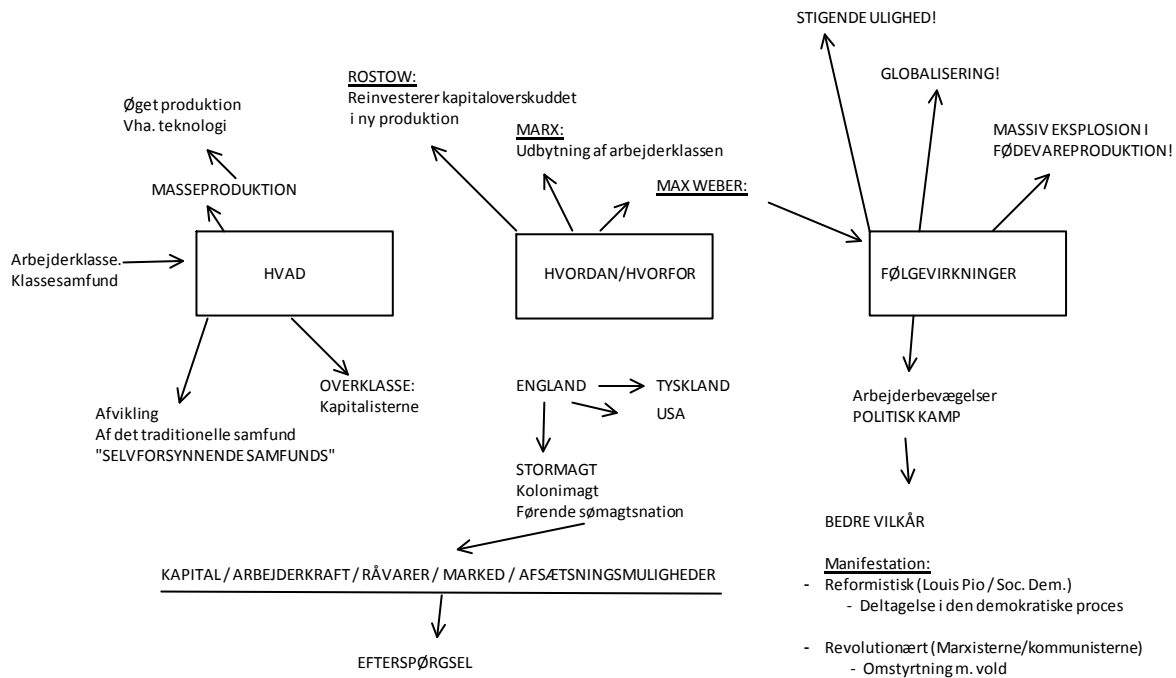 STIGENDE ULIGHED!
GLOBALISERING!
MASSIV EKSPLOSION I
FØDEVAREPRODUKTION!
ROSTOW:
Reinvesterer kapitaloverskuddet
i ny produktion
MARX:
Udbytning af arbejderklassen
MAX WEBER:
Øget produktion
Vha. teknologi
MASSEPRODUKTION
Arbejderklasse.
Klassesamfund
HVAD
HVORDAN/HVORFOR
FØLGEVIRKNINGER
OVERKLASSE:
Kapitalisterne
Afvikling
Af det traditionelle samfund
"SELVFORSYNNENDE SAMFUNDS"
ENGLAND
TYSKLAND
USA
STORMAGT
Kolonimagt
Førende sømagtsnation
KAPITAL / ARBEJDERKRAFT / RÅVARER / MARKED / AFSÆTSNINGSMULIGHEDER
EFTERSPØRGSEL
Arbejderbevægelser
POLITISK KAMP
BEDRE VILKÅR
Manifestation:
- Reformistisk (Louis Pio / Soc. Dem.)
- Deltagelse i den demokratiske proces
- Revolutionært (Marxisterne/kommunisterne)
- Omstyrtning m. vold